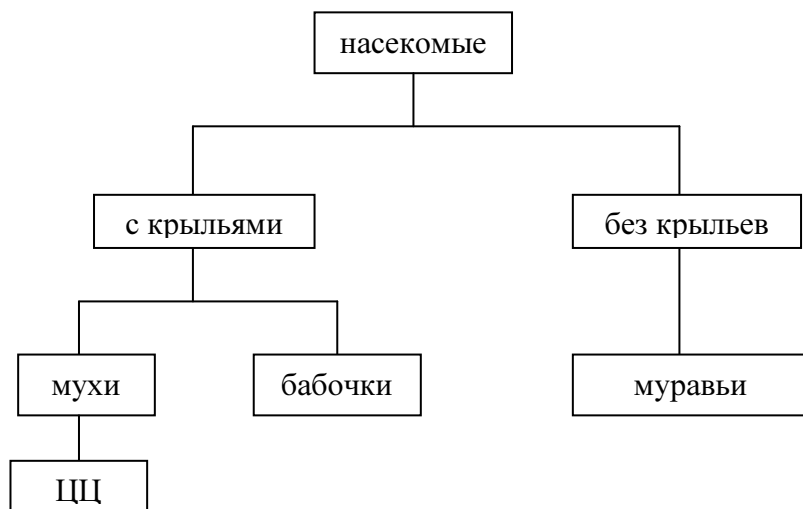 насекомые
с крыльями
без крыльев
мухи
бабочки
муравьи
ЦЦ